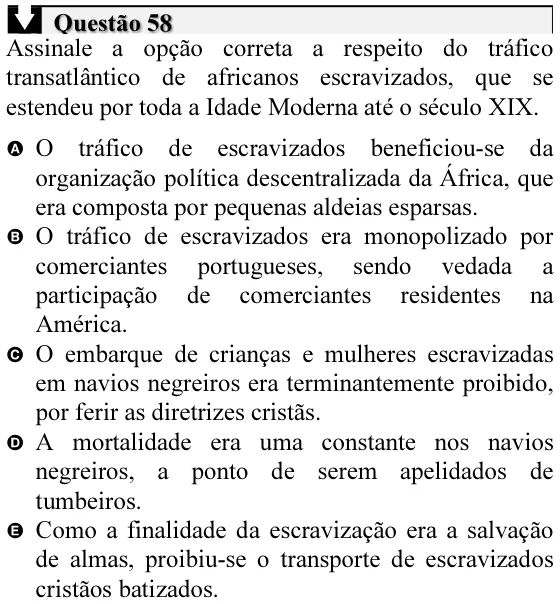 Questão 58
Assinale a opção correta a respeito do tráfico
transatlântico de africanos escravizados, que se
estendeu por toda a Idade Moderna até o século XIX.
A O tráfico de escravizados beneficiou-se da
organização política descentralizada da África, que
era composta por pequenas aldeias esparsas.
B O tráfico de escravizados era monopolizado por
comerciantes portugueses, sendo vedada a
participação de comerciantes residentes na
América.
C O embarque de crianças e mulheres escravizadas
em navios negreiros era terminantemente proibido,
por ferir as diretrizes cristãs.
D A mortalidade era uma constante nos navios
negreiros, a ponto de serem apelidados de
tumbeiros.
E Como a finalidade da escravização era a salvação
de almas, proibiu-se o transporte de escravizados
cristãos batizados.